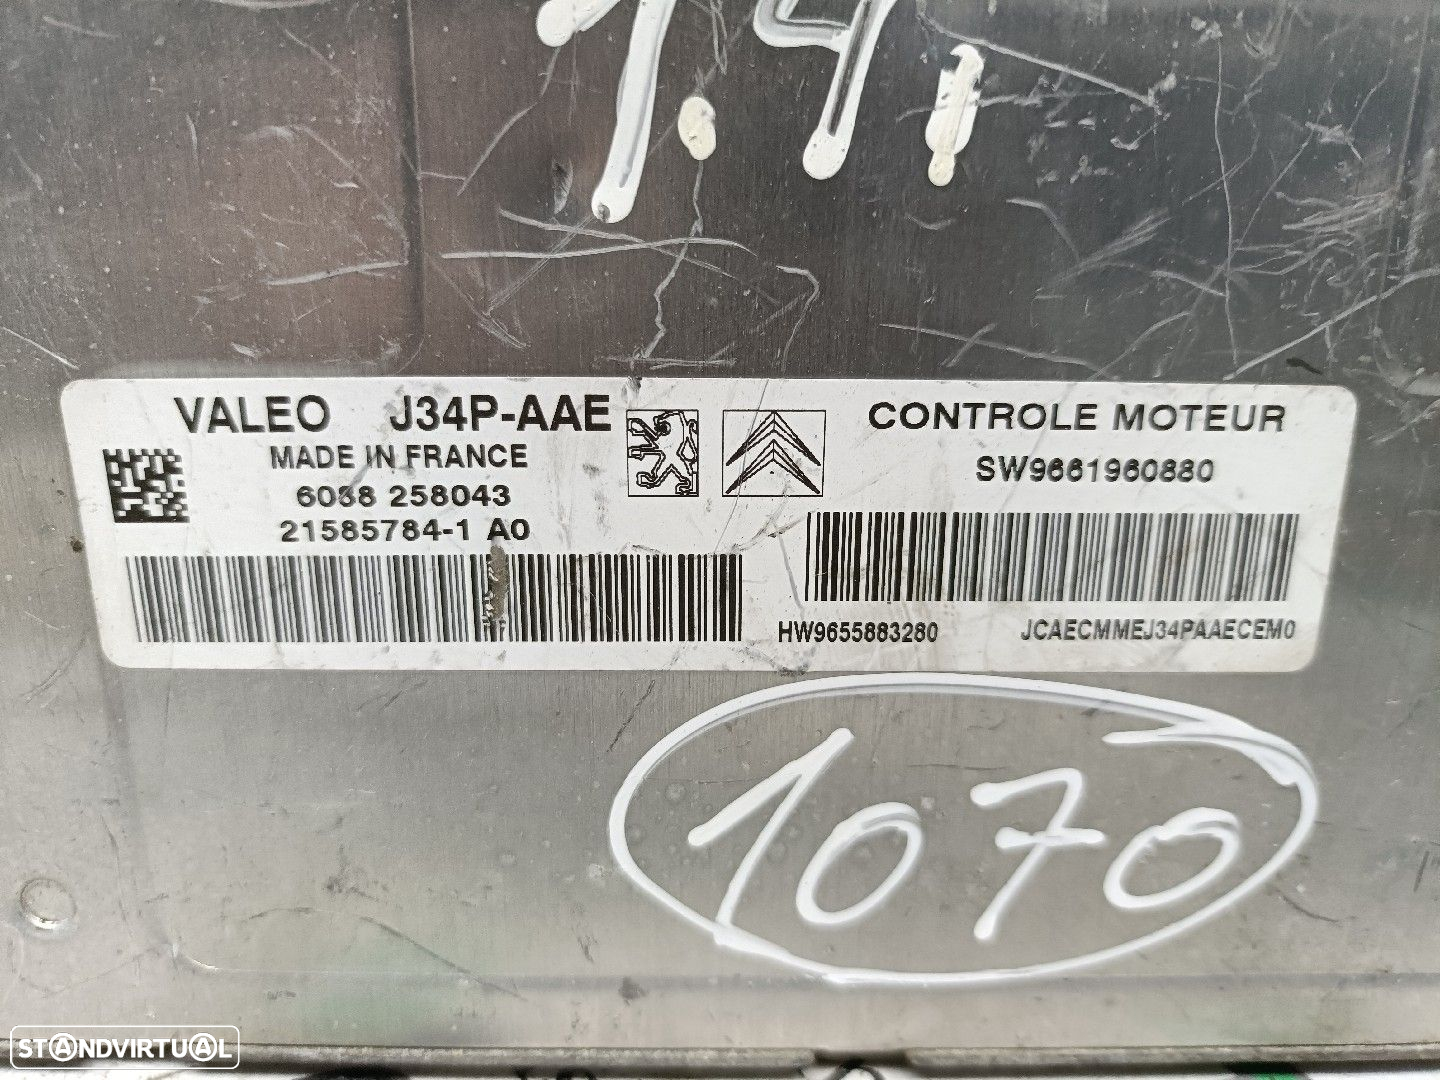 1.4i
VALEO J34P-AAE
MADE IN FRANCE
6038 258043
21585784-1 A0
CONTROLE MOTEUR
SW9661960880
HW9655883280
JCAECMMEJ34PAAECEM0
1070
STANDVIRTUAL